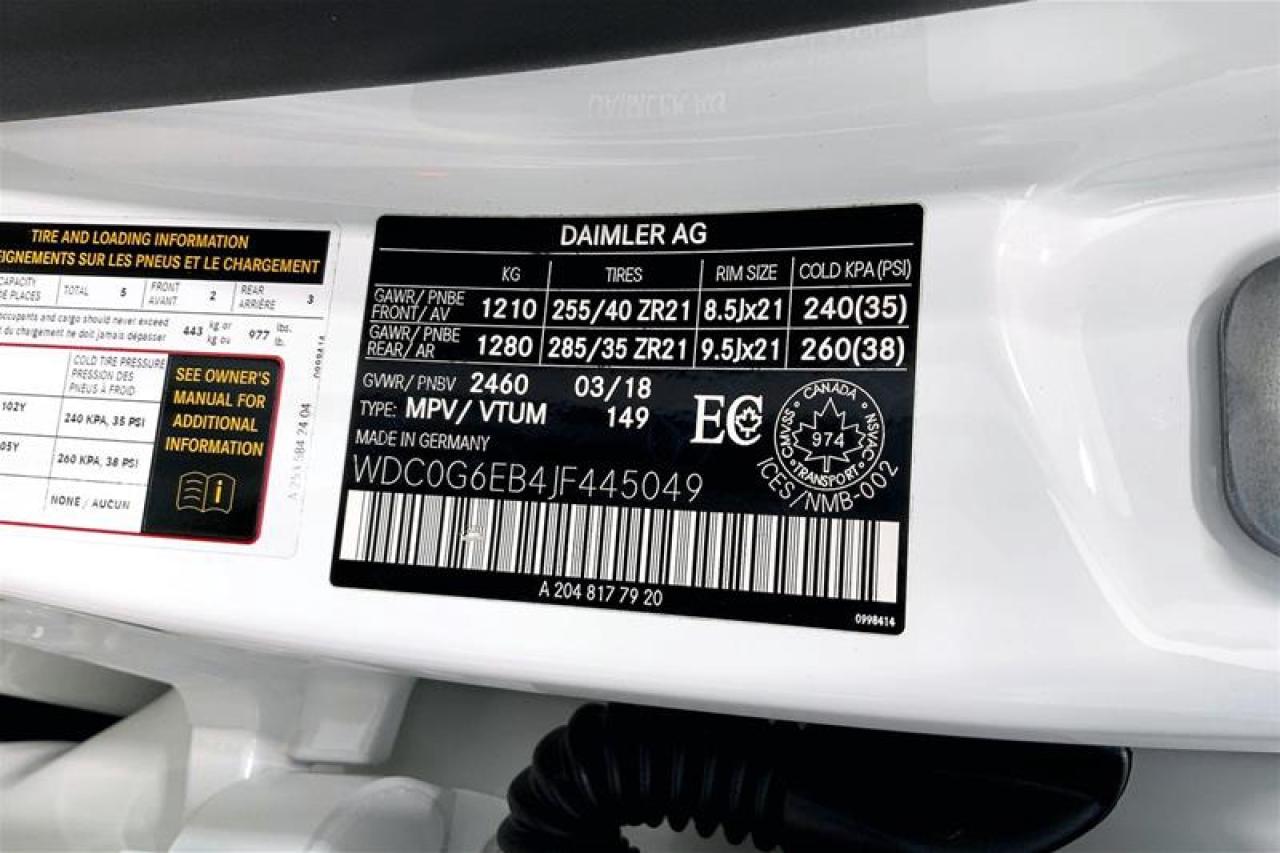 TIRE AND LOADING INFORMATION
EIGNEMENTS SUR LES PNEUS ET LE CHARGEMENT
CAPACITY
DE PLACES
TOTAL 5
FRONT
AVANT
2
REAR
ARRIÈRE
3
occupants and cargo should never exceed
du chargement ne doit jamais dépasser
443 kg or
kg ou
977 lbs.
lb.
COLD TIRE PRESSURE
PRESSION DES
PNEUS À FROID
102Y 240 KPA, 35 PSI
05Y 260 KPA, 38 PSI
NONE / AUCUN
SEE OWNER'S
MANUAL FOR
ADDITIONAL
INFORMATION
i
0998414
DAIMLER AG
KG TIRES RIM SIZE COLD KPA (PSI)
GAWR/ PNBE
FRONT/ AV
1210 255/40 ZR21 8.5Jx21 240(35)
GAWR/ PNBE
REAR/ AR
1280 285/35 ZR21 9.5Jx21 260(38)
GVWR/ PNBV 2460 03/18
TYPE: MPV/ VTUM 149
MADE IN GERMANY
WDC0G6EB4JF445049
EC
CANADA
CMVSS NSVAC
974
TRANSPORT
ICES/NMB-002
A 204 817 79 20
0998414